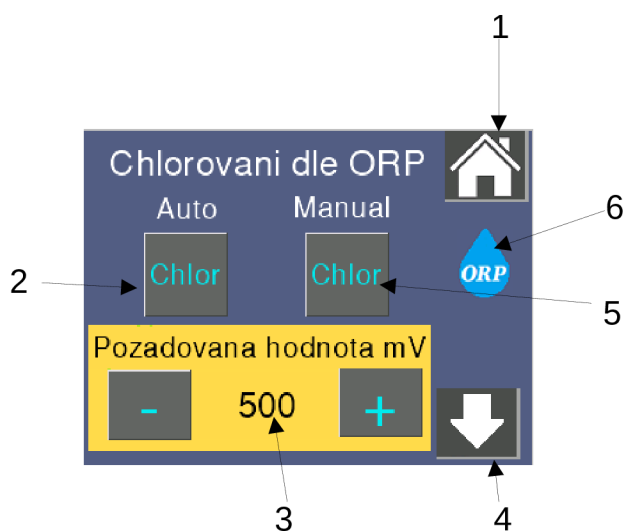 1
Chlorovani dle ORP
Auto Manual
6
Chlor Chlor
ORP
2
5
Pozadovana hodnota mV
- 500 +
3
4